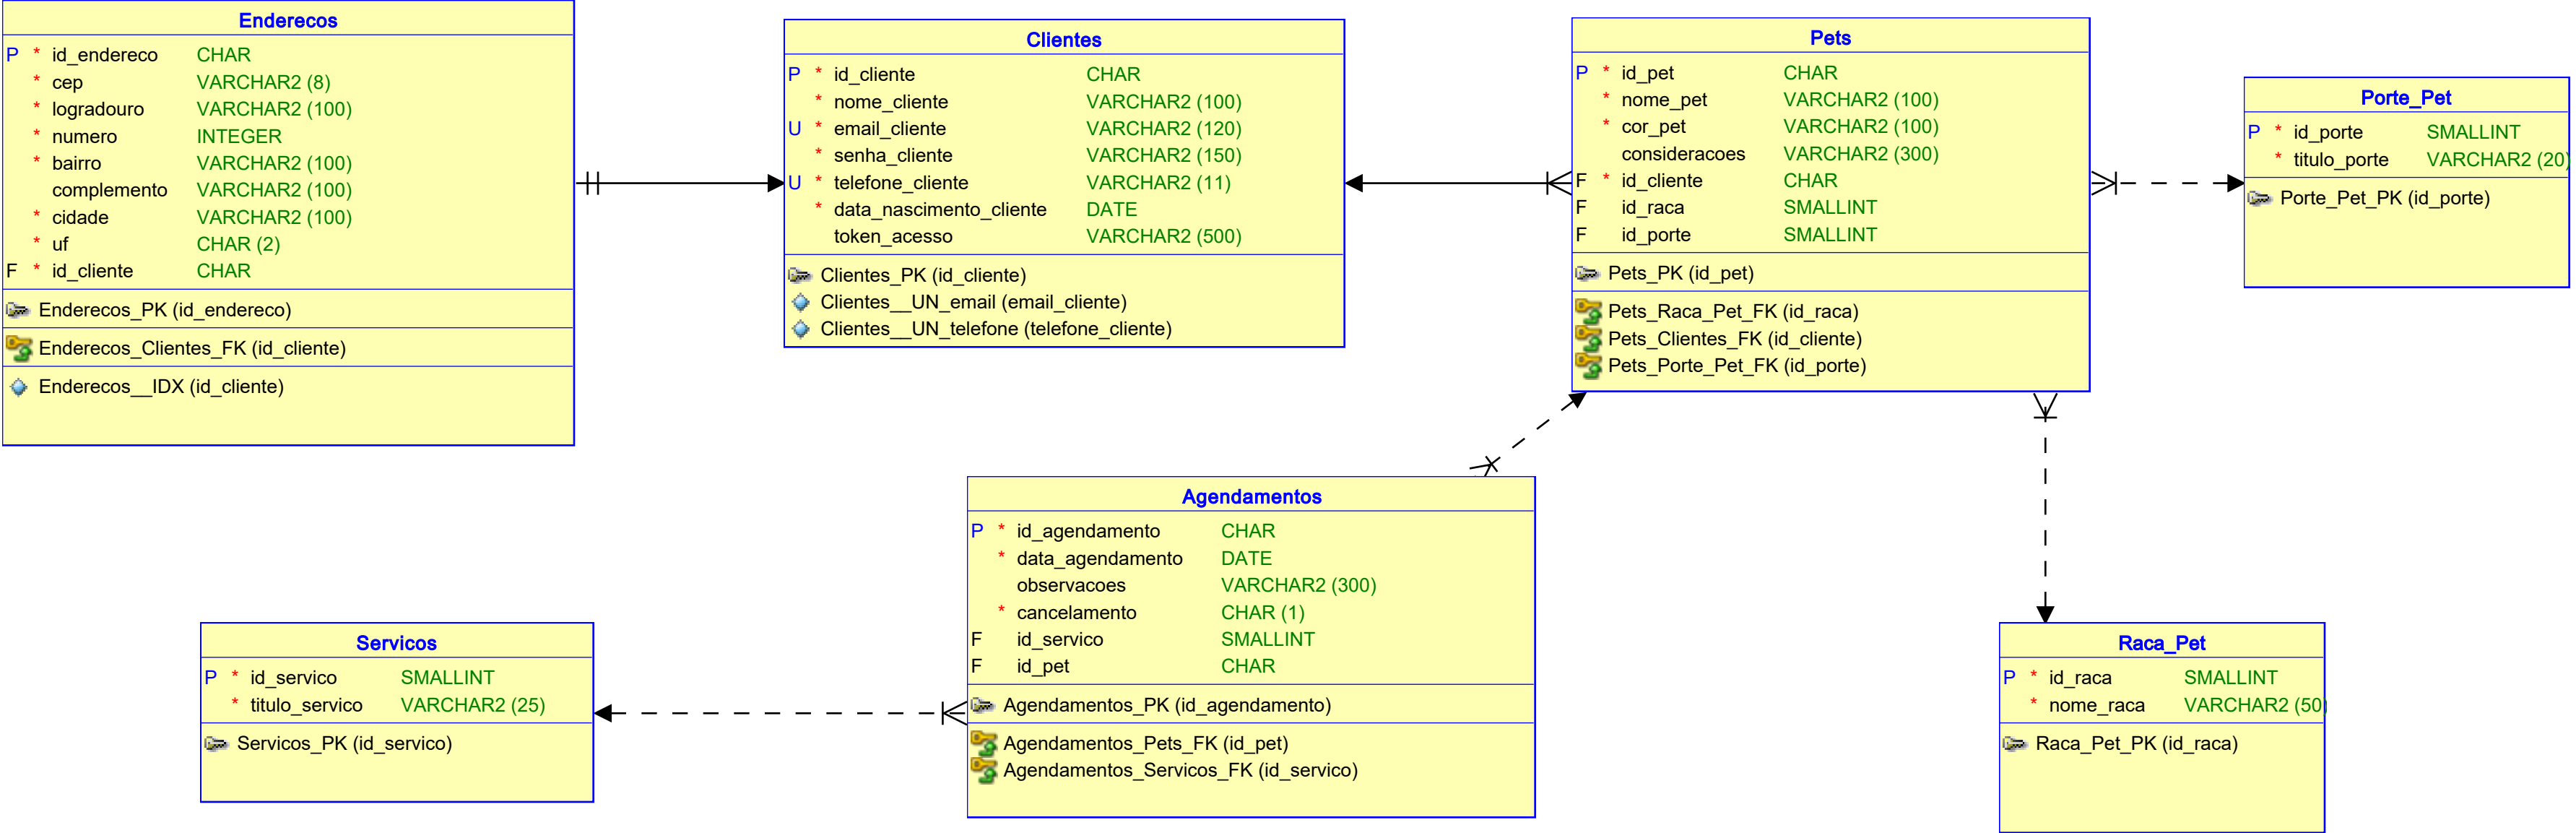 Enderecos
P * id_endereco CHAR
* cep VARCHAR2 (8)
* logradouro VARCHAR2 (100)
* numero INTEGER
* bairro VARCHAR2 (100)
complemento VARCHAR2 (100)
* cidade VARCHAR2 (100)
* uf CHAR (2)
F * id_cliente CHAR
Enderecos_PK (id_endereco)
Enderecos_Clientes_FK (id_cliente)
Enderecos__IDX (id_cliente)
Clientes
P * id_cliente CHAR
* nome_cliente VARCHAR2 (100)
U * email_cliente VARCHAR2 (120)
* senha_cliente VARCHAR2 (150)
U * telefone_cliente VARCHAR2 (11)
* data_nascimento_cliente DATE
token_acesso VARCHAR2 (500)
Clientes_PK (id_cliente)
Clientes__UN_email (email_cliente)
Clientes__UN_telefone (telefone_cliente)
Pets
P * id_pet CHAR
* nome_pet VARCHAR2 (100)
* cor_pet VARCHAR2 (100)
consideracoes VARCHAR2 (300)
F * id_cliente CHAR
F id_raca SMALLINT
F id_porte SMALLINT
Pets_PK (id_pet)
Pets_Raca_Pet_FK (id_raca)
Pets_Clientes_FK (id_cliente)
Pets_Porte_Pet_FK (id_porte)
Porte_Pet
P * id_porte SMALLINT
* titulo_porte VARCHAR2 (20)
Porte_Pet_PK (id_porte)
Agendamentos
P * id_agendamento CHAR
* data_agendamento DATE
observacoes VARCHAR2 (300)
* cancelamento CHAR (1)
F id_servico SMALLINT
F id_pet CHAR
Agendamentos_PK (id_agendamento)
Agendamentos_Pets_FK (id_pet)
Agendamentos_Servicos_FK (id_servico)
Servicos
P * id_servico SMALLINT
* titulo_servico VARCHAR2 (25)
Servicos_PK (id_servico)
Raca_Pet
P * id_raca SMALLINT
* nome_raca VARCHAR2 (50)
Raca_Pet_PK (id_raca)